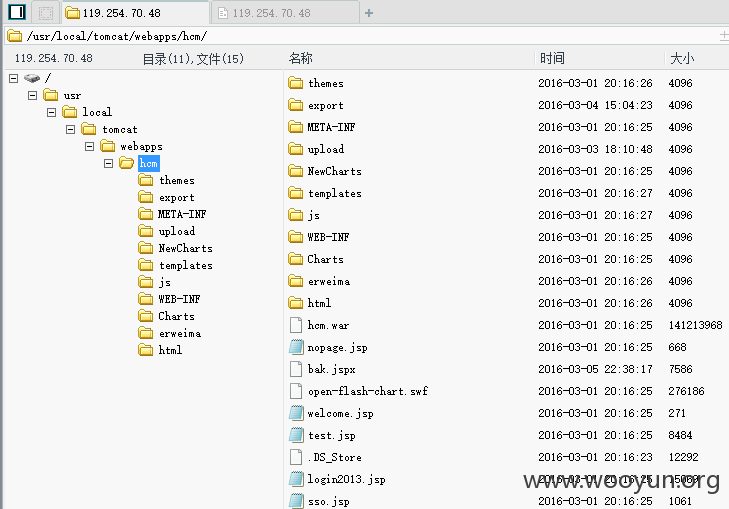 119.254.70.48 119.254.70.48
/usr/local/tomcat/webapps/hcm/
119.254.70.48 目录(11),文件(15) 名称 时间 大小
/
usr
local
tomcat
webapps
hcm
themes
export
META-INF
upload
NewCharts
templates
js
WEB-INF
Charts
erweima
html
themes 2016-03-01 20:16:26 4096
export 2016-03-04 15:04:23 4096
META-INF 2016-03-01 20:16:25 4096
upload 2016-03-03 18:10:48 4096
NewCharts 2016-03-01 20:16:25 4096
templates 2016-03-01 20:16:27 4096
js 2016-03-01 20:16:27 4096
WEB-INF 2016-03-01 20:16:25 4096
Charts 2016-03-01 20:16:25 4096
erweima 2016-03-01 20:16:26 4096
html 2016-03-01 20:16:26 4096
hcm.war 2016-03-01 20:16:25 141213968
nopage.jsp 2016-03-01 20:16:25 668
bak.jspx 2016-03-05 22:38:17 7586
open-flash-chart.swf 2016-03-01 20:16:25 276186
welcome.jsp 2016-03-01 20:16:25 271
test.jsp 2016-03-01 20:16:25 8484
.DS_Store 2016-03-01 20:16:23 12292
login2013.jsp 2016-03-01 20:16:25
sso.jsp 2016-03-01 20:16:25 1061
www.wooyun.org